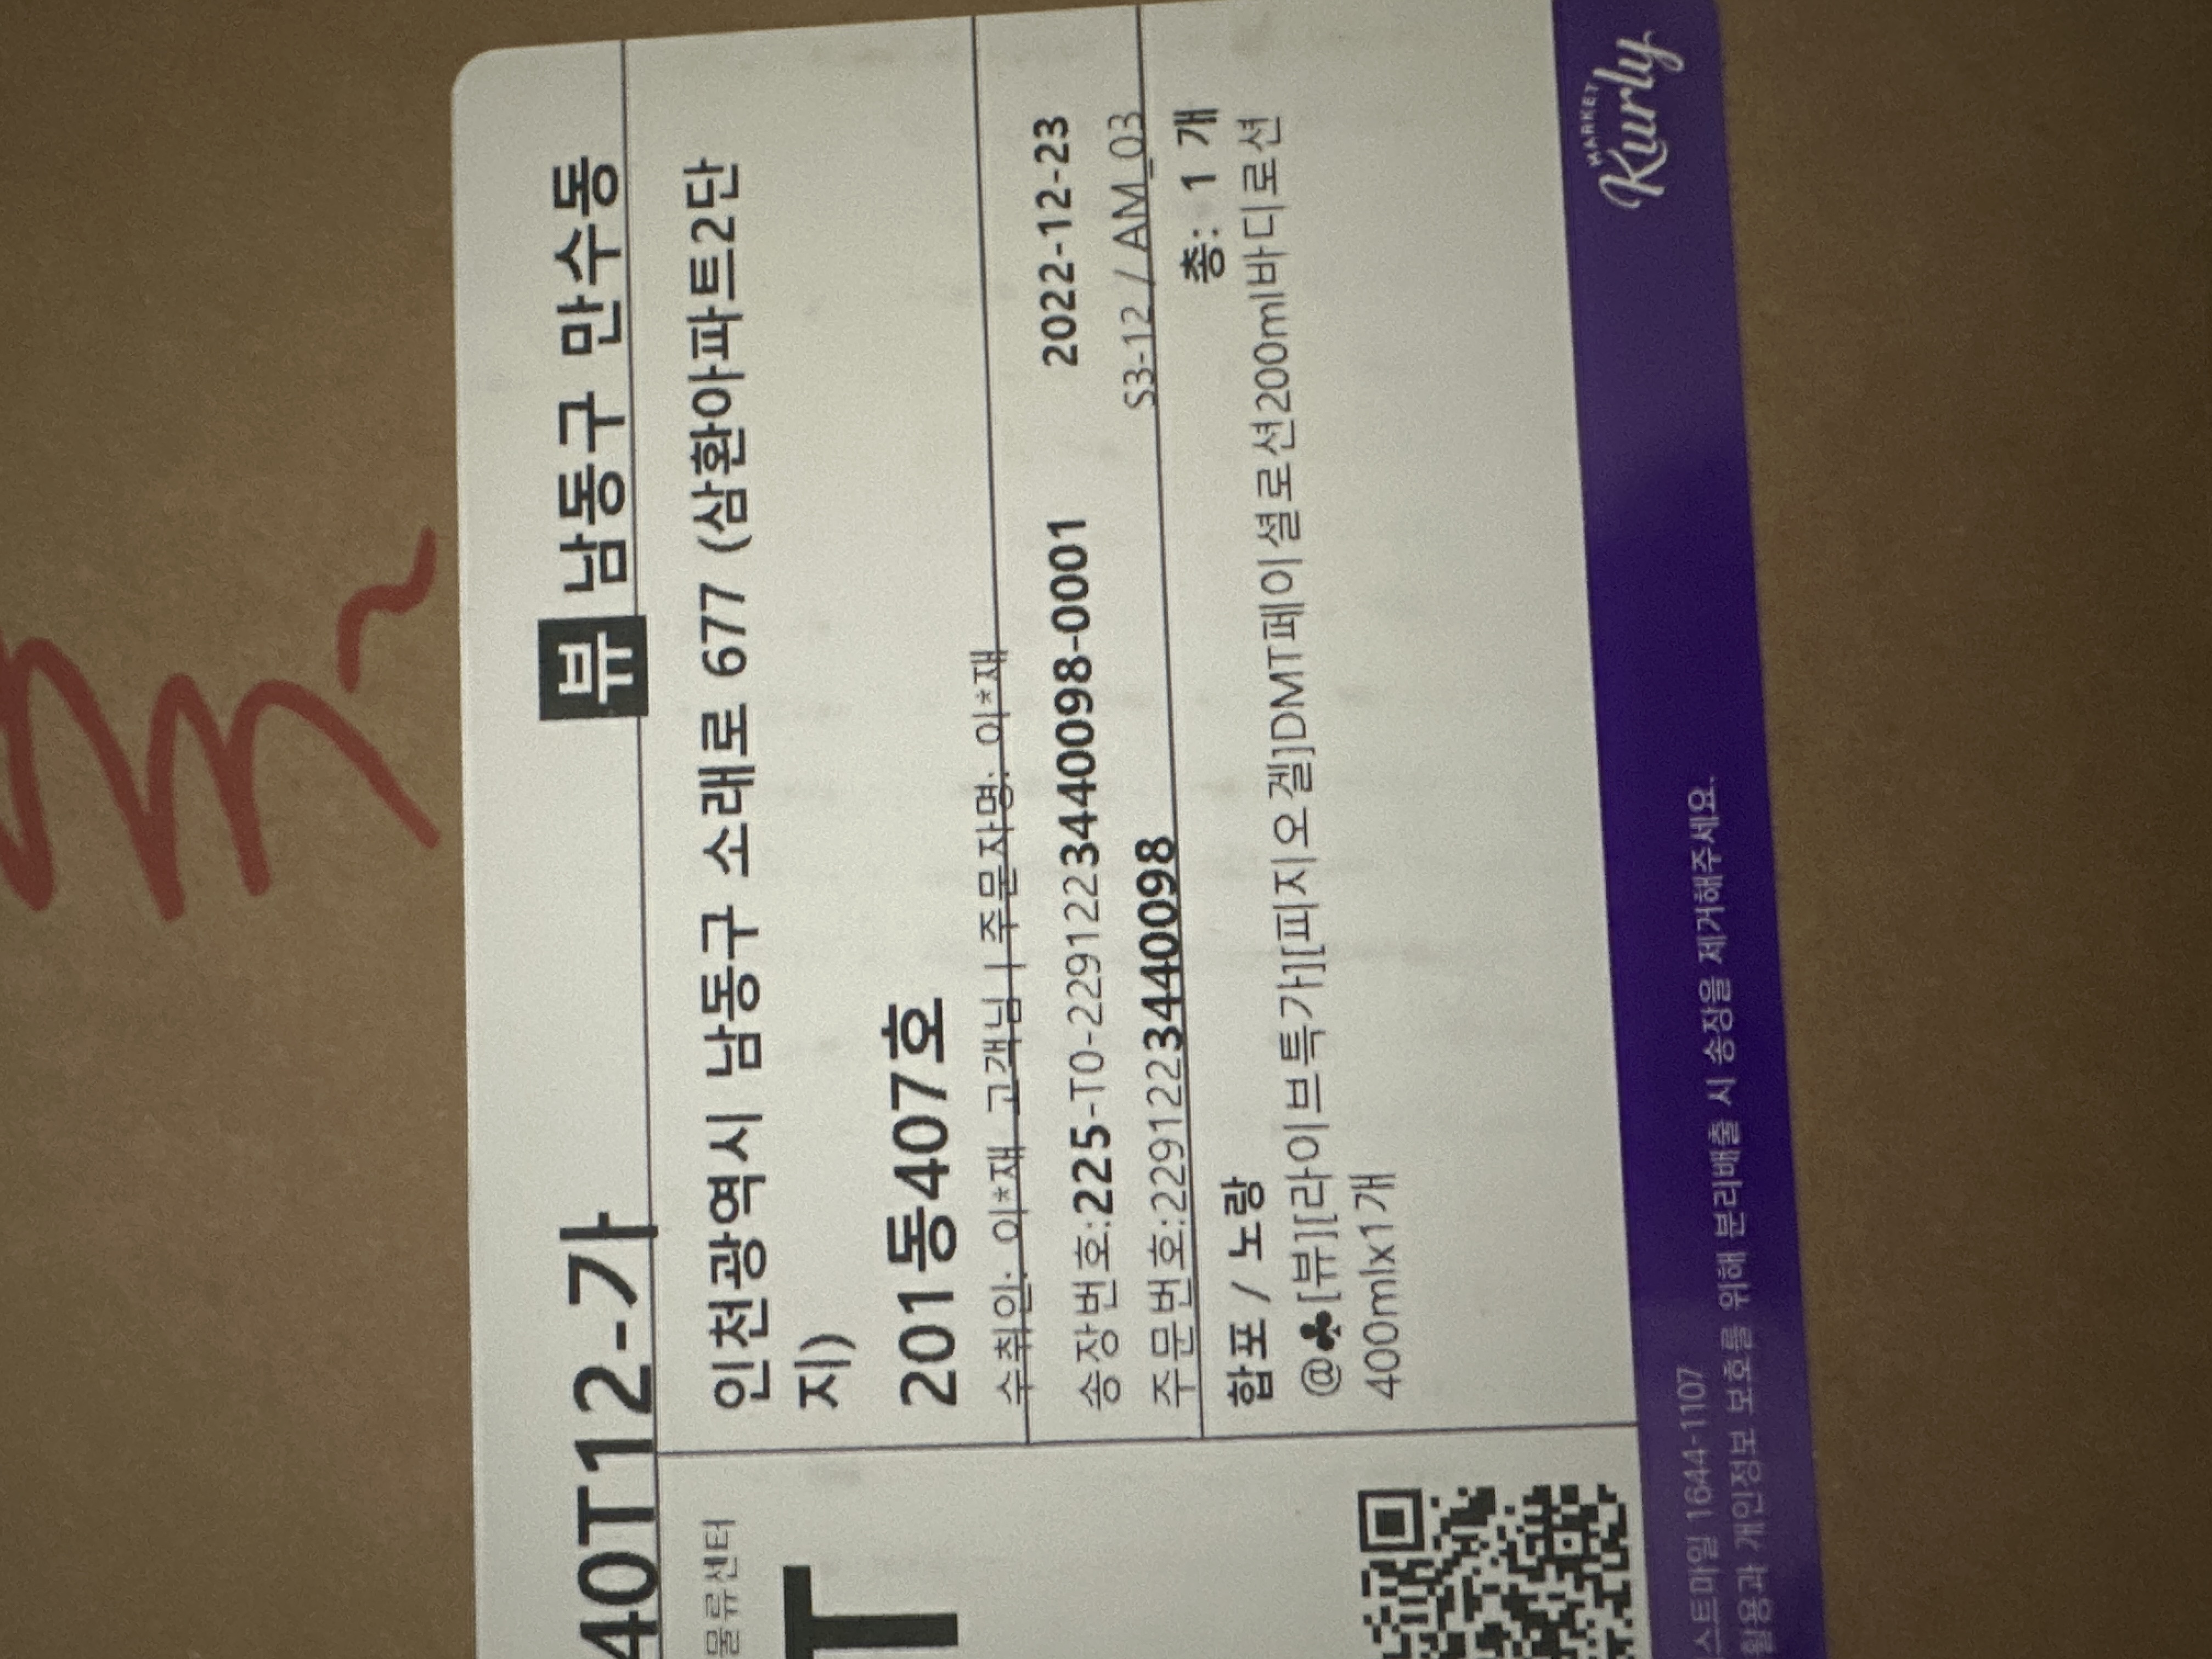 40T12-가
뷰 남동구 만수동
물류센터
T
인천광역시 남동구 소래로 677 (삼환아파트2단
지)
201동407호
수취인: 이*재 고객님 | 주문자명: 이*재
송장번호:225-T0-2291223440098-0001
2022-12-23
주문번호:2291223440098
S3-12 / AM_03
총: 1 개
합포 / 노랑
@♣[뷰][라이브특가][피지오겔]DMT페이셜로션200ml바디로션
400mlx1개
MARKET
Kurly
스트마일 1644-1107
활용과 개인정보 보호를 위해 분리배출 시 송장을 제거해주세요.